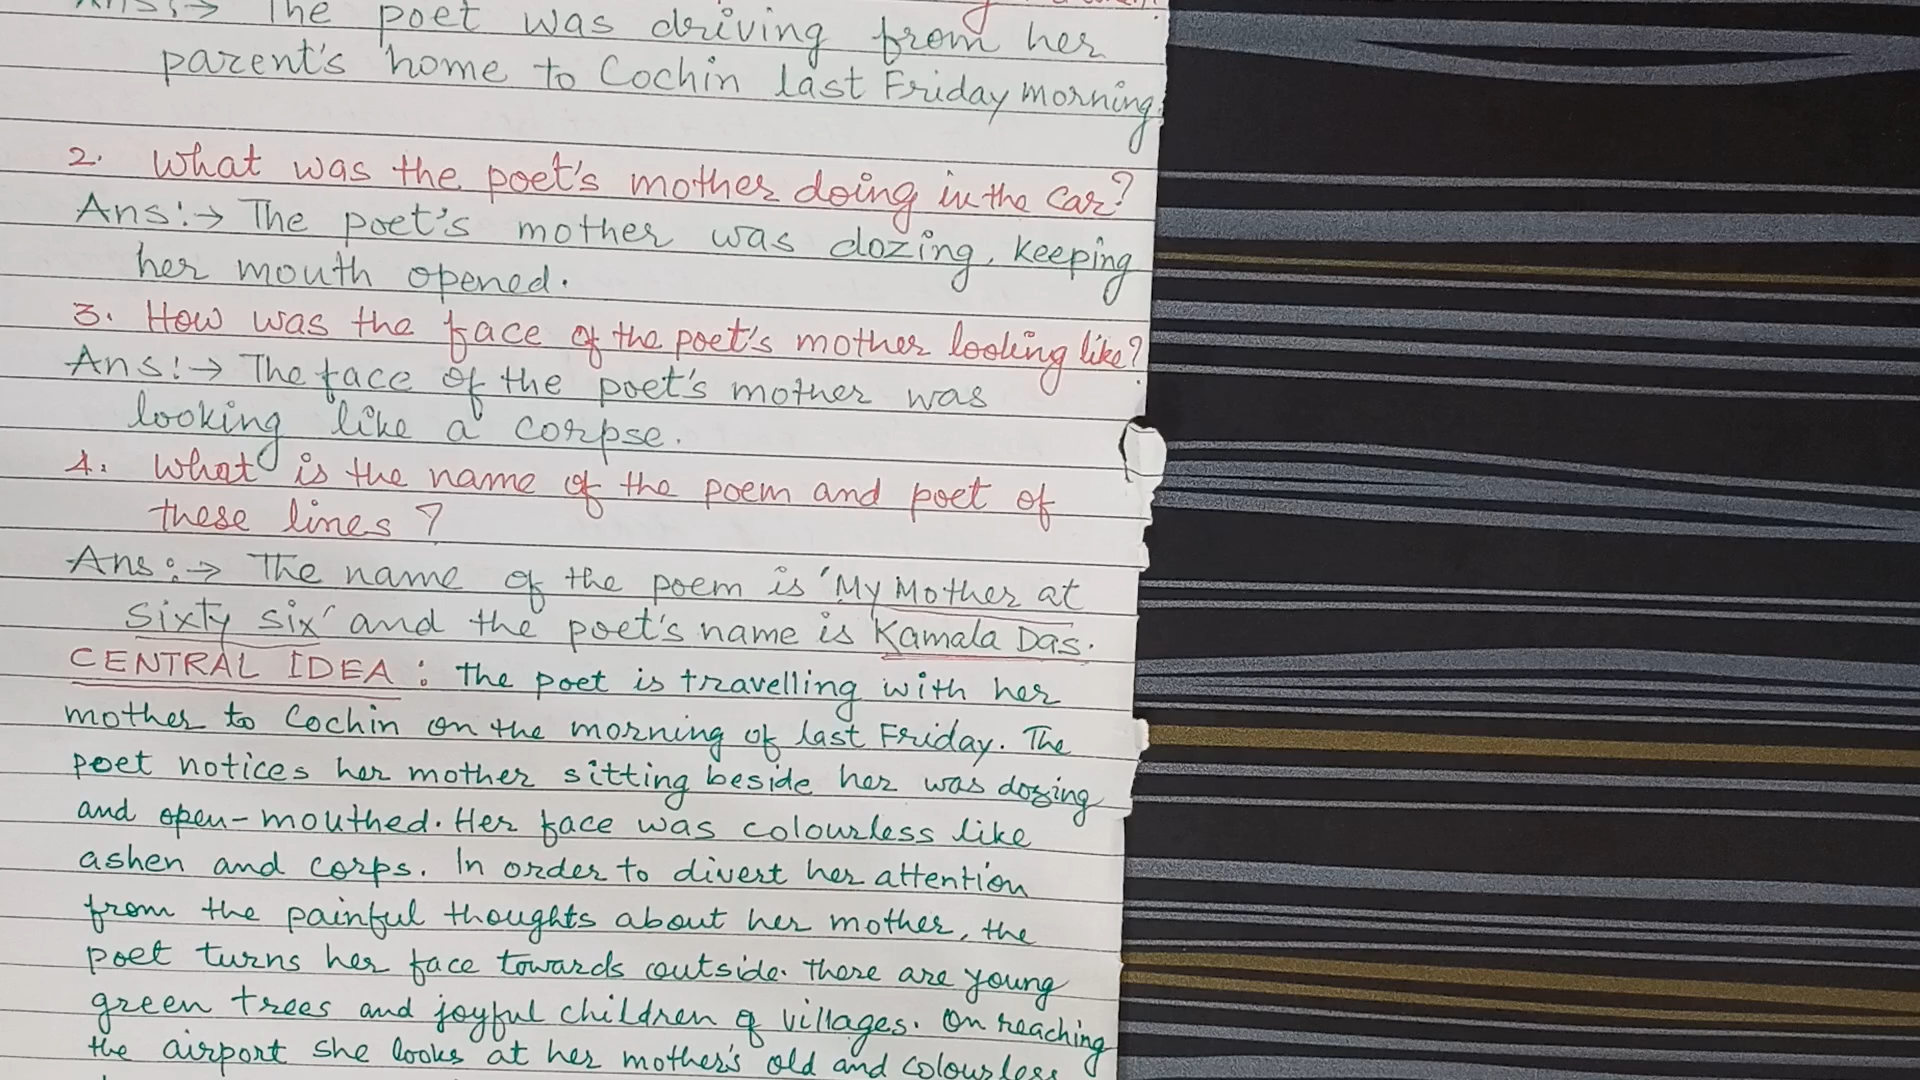 Ans:→ The poet was driving from her
parent's home to Cochin last Friday morning.
2. What was the poet's mother doing in the Car?
Ans:→ The poet's mother was dozing, keeping
her mouth opened.
3. How was the face of the poet's mother looking like?
Ans:→ The face of the poet's mother was
looking like a corpse.
4. What is the name of the poem and poet of
these lines?
Ans:→ The name of the poem is 'My Mother at
Sixty six' and the poet's name is Kamala Das.
CENTRAL IDEA: The poet is travelling with her
mother to Cochin on the morning of last Friday. The
poet notices her mother sitting beside her was dozing
and open-mouthed. Her face was colourless like
ashen and corps. In order to divert her attention
from the painful thoughts about her mother, the
poet turns her face towards outside. There are young
green trees and joyful children of villages. On reaching
the airport she looks at her mother's old and colourless